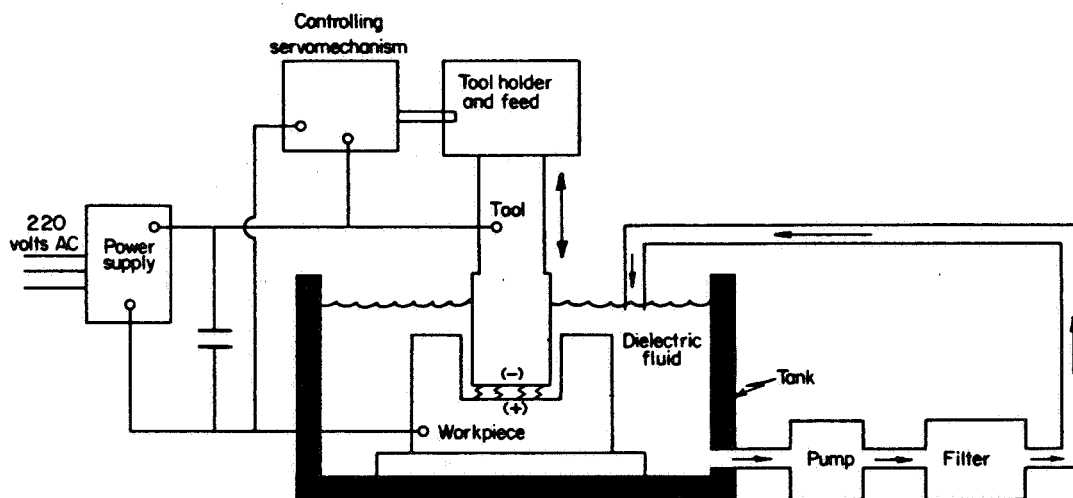 Controlling
servomechanism
Tool holder
and feed
Tool
220
volts AC
Power
supply
Dielectric
fluid
(-)
(+)
Tank
Workpiece
Pump
Filter